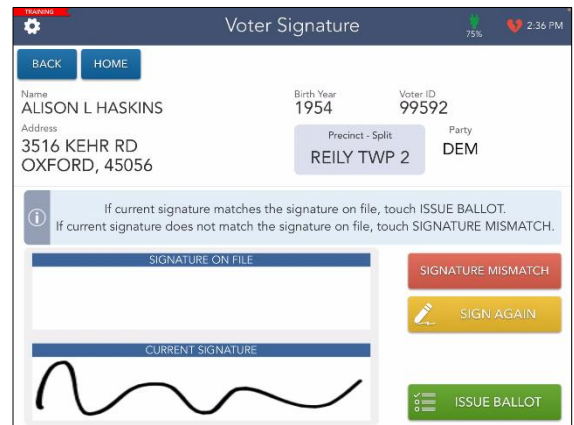 TRAINING
Voter Signature
75%
2:36 PM
BACK HOME
Name
ALISON L HASKINS
Birth Year
1954
Voter ID
99592
Address
3516 KEHR RD
OXFORD, 45056
Precinct - Split
REILY TWP 2
Party
DEM
If current signature matches the signature on file, touch ISSUE BALLOT.
If current signature does not match the signature on file, touch SIGNATURE MISMATCH.
SIGNATURE ON FILE
CURRENT SIGNATURE
SIGNATURE MISMATCH
SIGN AGAIN
ISSUE BALLOT